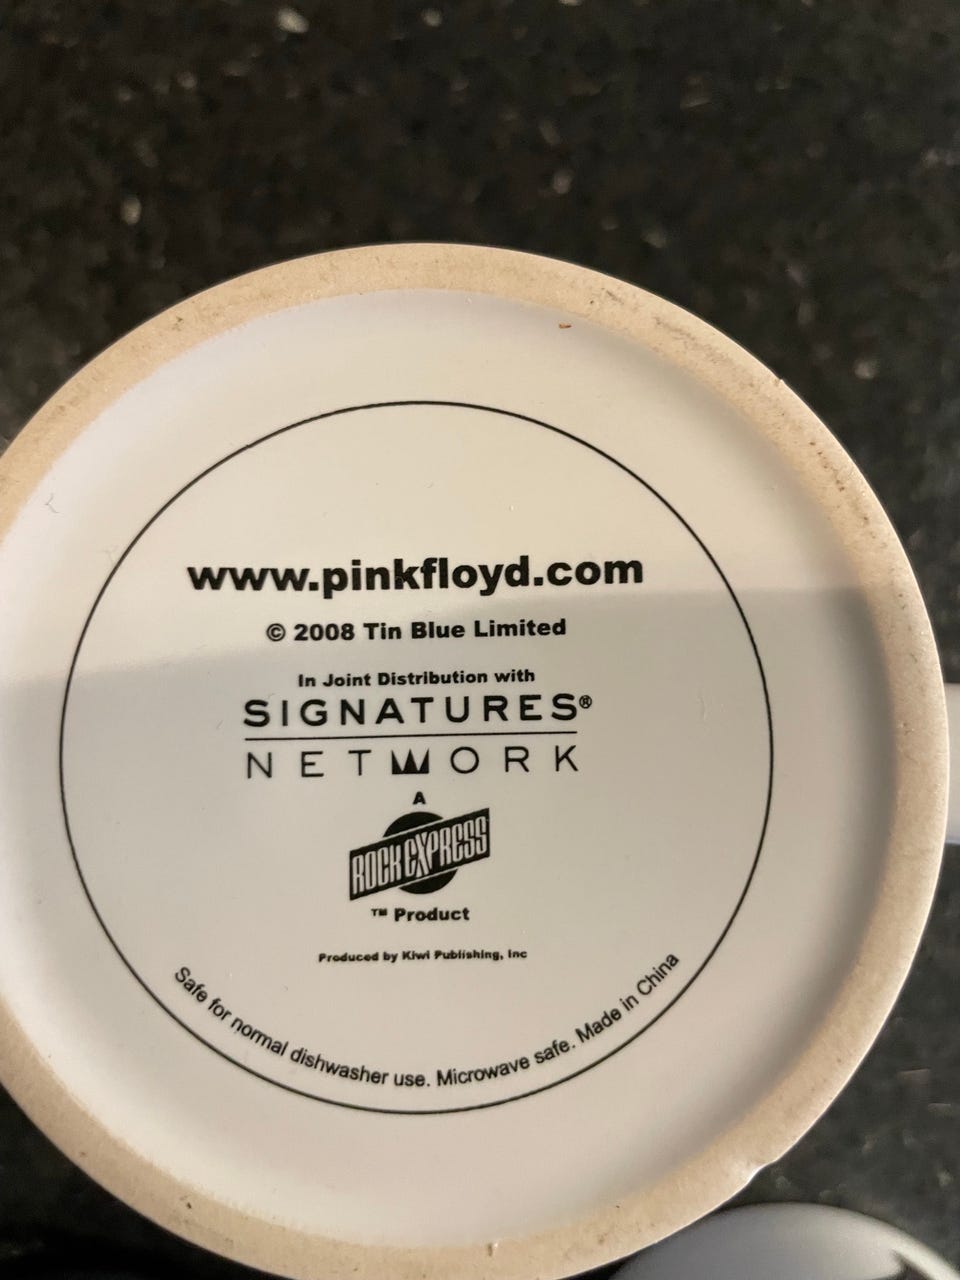 www.pinkfloyd.com
© 2008 Tin Blue Limited
In Joint Distribution with
SIGNATURES®
NETWORK
A
ROCK EXPRESS
™ Product
Produced by Kiwi Publishing, Inc
Safe for normal dishwasher use. Microwave safe. Made in China